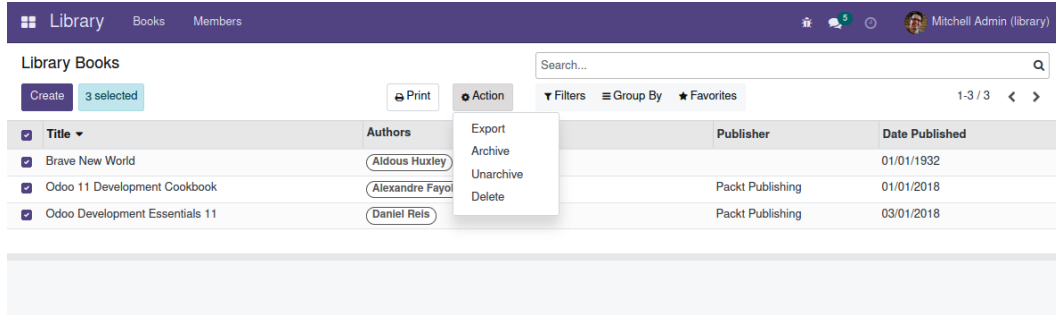 Library Books Members 5 Mitchell Admin (library)
Library Books Search...
Create 3 selected Print Action Filters Group By Favorites 1-3 / 3
Title Authors Publisher Date Published
Export
Archive
Unarchive
Delete
Brave New World Aldous Huxley 01/01/1932
Odoo 11 Development Cookbook Alexandre Fayol Packt Publishing 01/01/2018
Odoo Development Essentials 11 Daniel Reis Packt Publishing 03/01/2018